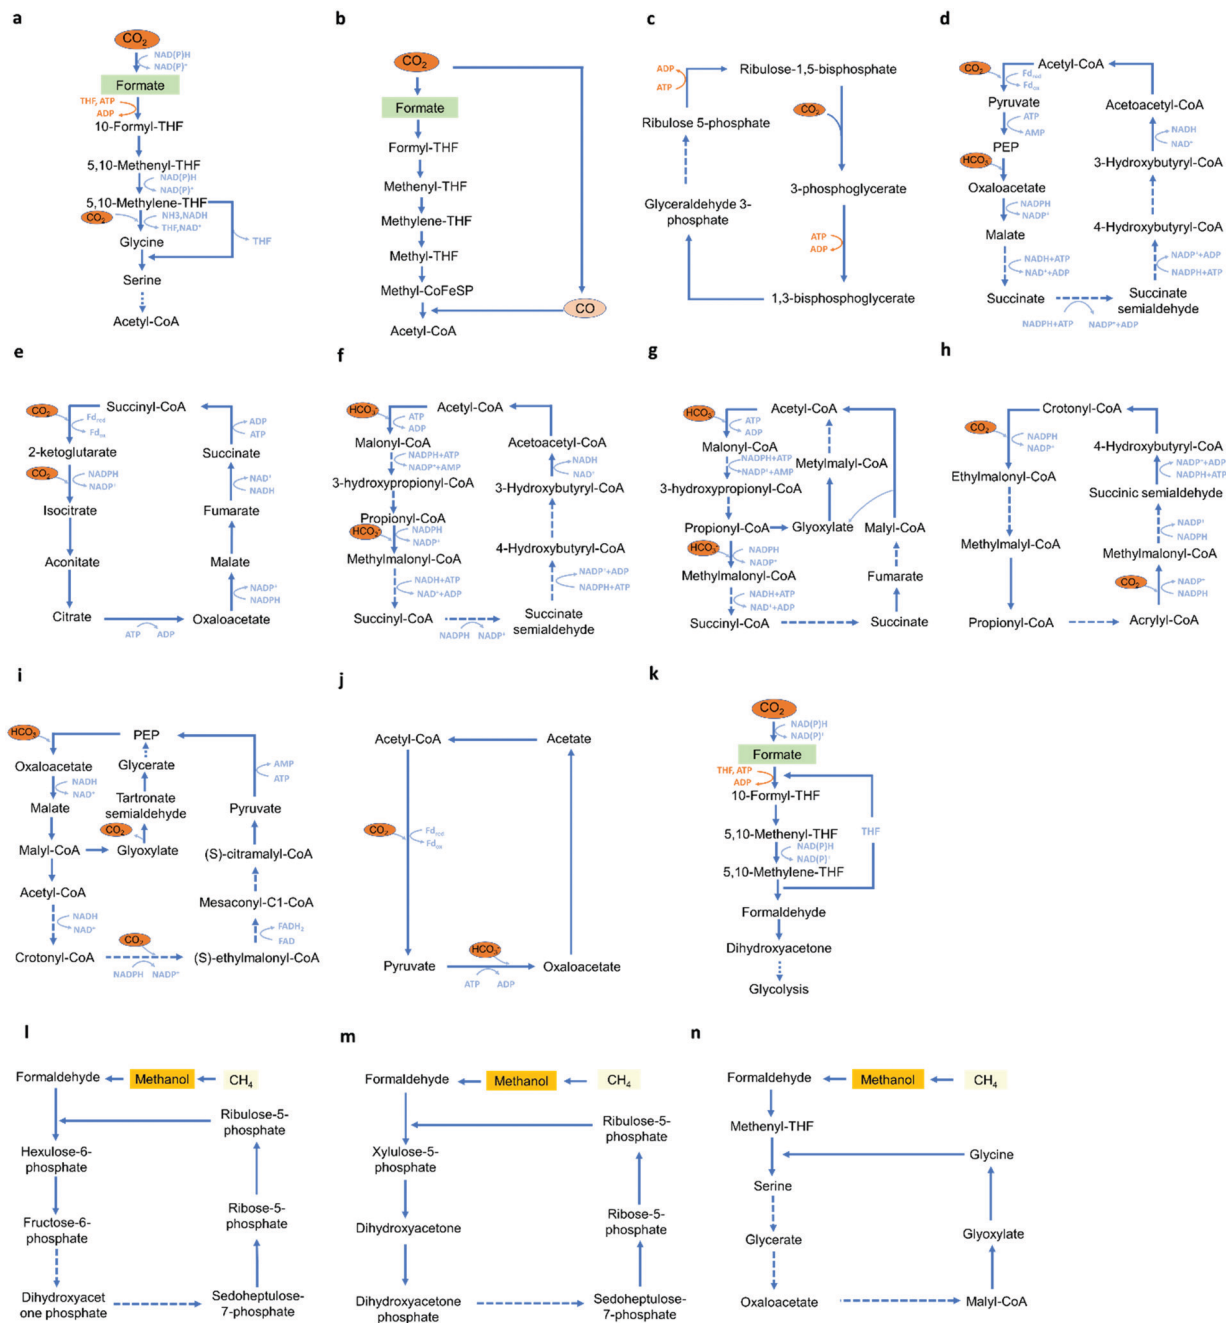 a
CO2
NAD(P)H
NAD(P)+
Formate
THF, ATP
ADP
10-Formyl-THF
5,10-Methenyl-THF
NAD(P)H
NAD(P)+
5,10-Methylene-THF
CO2
NH3,NADH
THF,NAD+
THF
Glycine
Serine
Acetyl-CoA
b
CO2
Formate
Formyl-THF
Methenyl-THF
Methylene-THF
Methyl-THF
Methyl-CoFeSP
CO
Acetyl-CoA
c
ADP
ATP
Ribulose-1,5-bisphosphate
CO2
Ribulose 5-phosphate
3-phosphoglycerate
Glyceraldehyde 3-
phosphate
ATP
ADP
1,3-bisphosphoglycerate
d
CO2
Acetyl-CoA
Fdred
Fdox
Pyruvate
ATP
AMP
PEP
HCO3-
Oxaloacetate
NADPH
NADP+
Malate
NADH+ATP
NAD++ADP
Succinate
NADPH+ATP
NADP++ADP
Acetoacetyl-CoA
NADH
NAD+
3-Hydroxybutyryl-CoA
4-Hydroxybutyryl-CoA
NADP++ADP
NADPH+ATP
Succinate
semialdehyde
e
CO2
Succinyl-CoA
Fdred
Fdox
2-ketoglutarate
CO2
NADPH
NADP+
Isocitrate
Aconitate
Citrate
ATP
ADP
Oxaloacetate
ADP
ATP
Succinate
NAD+
NADH
Fumarate
Malate
NADP+
NADPH
f
HCO3-
Acetyl-CoA
ATP
ADP
Malonyl-CoA
NADPH+ATP
NADP++AMP
3-hydroxypropionyl-CoA
Propionyl-CoA
HCO3-
NADPH
NADP+
Methylmalonyl-CoA
NADH+ATP
NAD++ADP
Succinyl-CoA
NADPH
NADP+
Acetoacetyl-CoA
NADH
NAD+
3-Hydroxybutyryl-CoA
4-Hydroxybutyryl-CoA
NADP++ADP
NADPH+ATP
Succinate
semialdehyde
g
HCO3-
Acetyl-CoA
ATP
ADP
Malonyl-CoA
NADPH+ATP
NADP++AMP
Metylmalyl-CoA
3-hydroxypropionyl-CoA
Propionyl-CoA
Glyoxylate
Malyl-CoA
HCO3-
NADPH
NADP+
Methylmalonyl-CoA
NADH+ATP
NAD++ADP
Fumarate
Succinyl-CoA
Succinate
h
Crotonyl-CoA
CO2
NADPH
NADP+
Ethylmalonyl-CoA
Methylmalyl-CoA
Propionyl-CoA
4-Hydroxybutyryl-CoA
NADP++ADP
NADPH+ATP
Succinic semialdehyde
NADP+
NADPH
Methylmalonyl-CoA
CO2
NADP+
NADPH
Acrylyl-CoA
i
HCO3-
PEP
Oxaloacetate
NADH
NAD+
Malate
Malyl-CoA
Glycerate
Tartronate
semialdehyde
CO2
Glyoxylate
Acetyl-CoA
NADH
NAD+
Crotonyl-CoA
CO2
NADPH
NADP+
AMP
ATP
Pyruvate
(S)-citramalyl-CoA
Mesaconyl-C1-CoA
FADH2
FAD
(S)-ethylmalonyl-CoA
j
Acetyl-CoA
Acetate
CO2
Fdred
Fdox
Pyruvate
HCO3-
ATP
ADP
Oxaloacetate
k
CO2
NAD(P)H
NAD(P)+
Formate
THF, ATP
ADP
10-Formyl-THF
5,10-Methenyl-THF
THF
NAD(P)H
NAD(P)+
5,10-Methylene-THF
Formaldehyde
Dihydroxyacetone
Glycolysis
l
Formaldehyde
Methanol
CH4
Ribulose-5-
phosphate
Hexulose-6-
phosphate
Fructose-6-
phosphate
Ribose-5-
phosphate
Dihydroxyacet
one phosphate
Sedoheptulose-
7-phosphate
m
Formaldehyde
Methanol
CH4
Ribulose-5-
phosphate
Xylulose-5-
phosphate
Dihydroxyacetone
Ribose-5-
phosphate
Dihydroxyacetone
phosphate
Sedoheptulose-
7-phosphate
n
Formaldehyde
Methanol
CH4
Methenyl-THF
Glycine
Serine
Glyoxylate
Glycerate
Oxaloacetate
Malyl-CoA